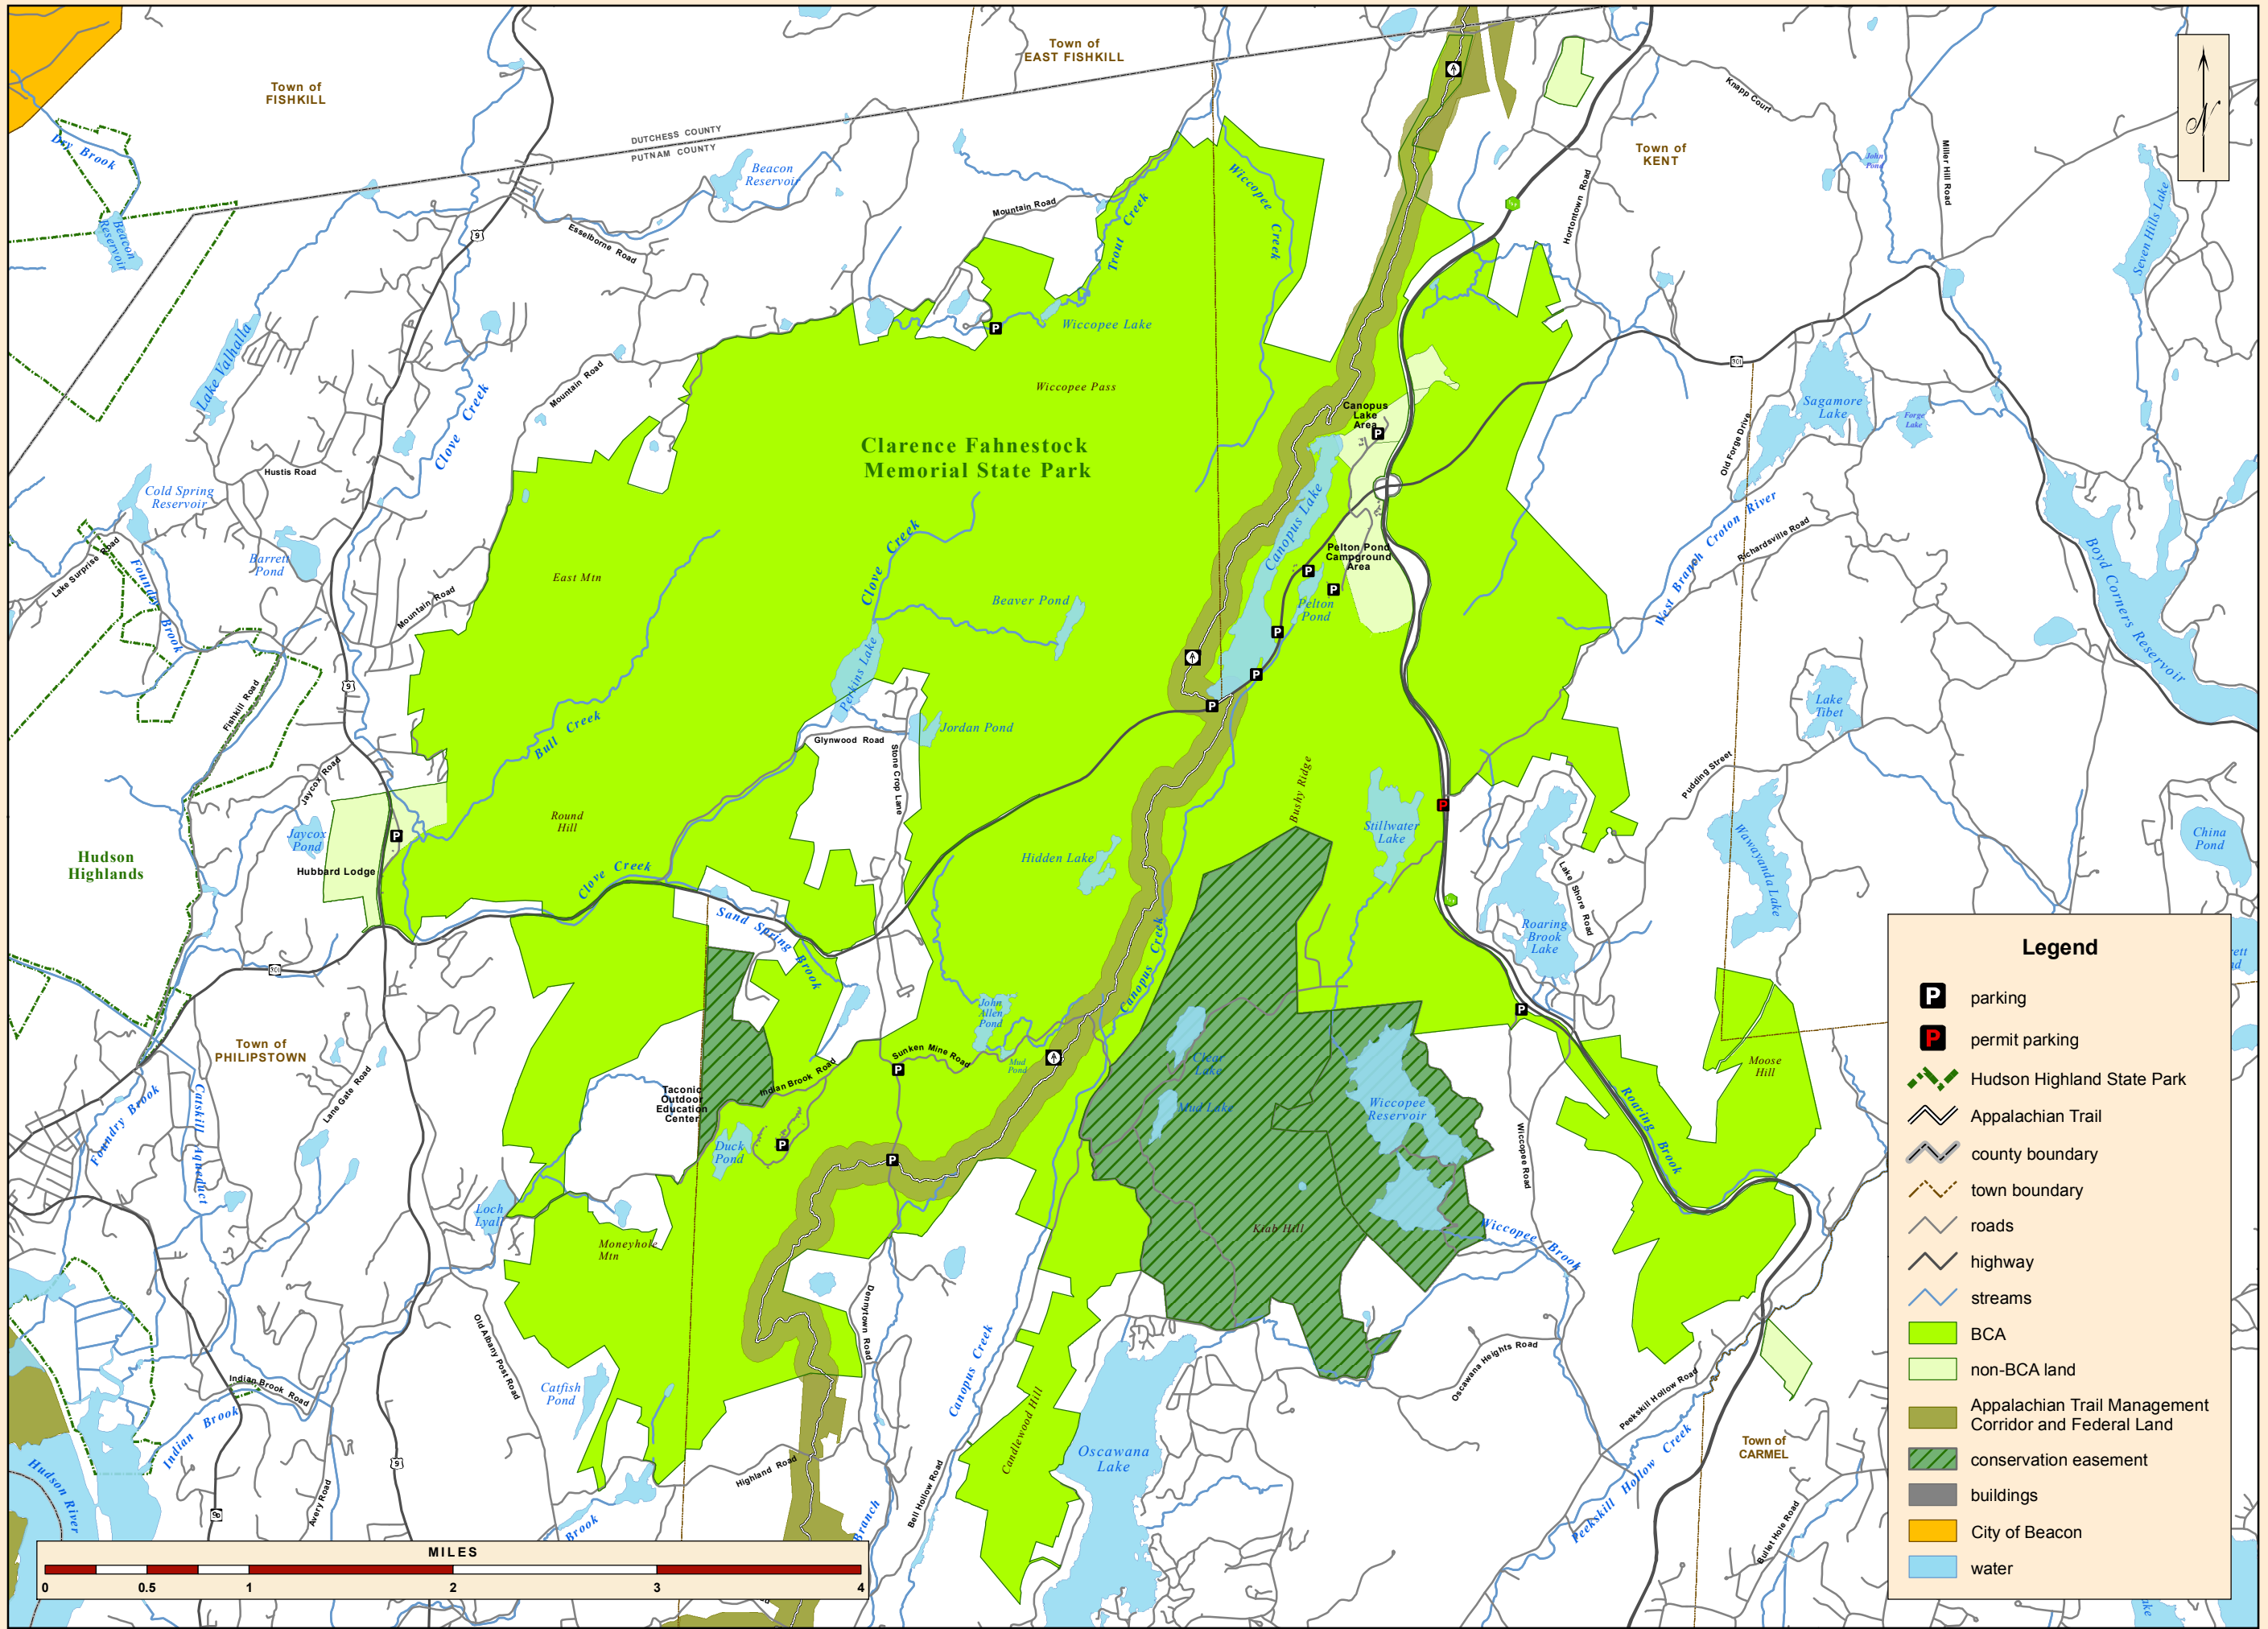 Town of
EAST FISHKILL
Town of
FISHKILL
Knapp Court
N
Dry Brook
DUTCHESS COUNTY
PUTNAM COUNTY
Town of
KENT
John
Pond
Miller Hill Road
Beacon
Reservoir
Wiccopee Creek
Mountain Road
Trout Creek
Hortontown Road
Seven Hills Lake
Beacon
Reservoir
9
Esselborne Road
Wiccopee Lake
Lake Valhalla
301
Mountain Road
Wiccopee Pass
Clove Creek
Canopus
Lake
Area
P
Sagamore
Lake
Forge
Lake
Old Forge Drive
Clarence Fahnestock
Memorial State Park
Hustis Road
Cold Spring
Reservoir
Canopus Lake
West Branch Croton River
Richardsville Road
Boyd Corners Reservoir
Clove Creek
Barrett
Pond
Lake Surprise Road
Foundry Brook
Pelton Pond
Campground
Area
East Mtn
Mountain Road
Beaver Pond
Pelton
Pond
P
P
P
P
P
Perkins Lake
9
Fishkill Road
Lake
Tibet
Bull Creek
Jordan Pond
Glynwood Road
Stone Crop Lane
Jaycox Road
Pudding Street
Bushy Ridge
P
Round
Hill
Jaycox
Pond
P
Stillwater
Lake
Wawayanda Lake
China
Pond
Hudson
Highlands
Hubbard Lodge
Clove Creek
Hidden Lake
Lake Shore Road
Sand Spring Brook
Roaring
Brook
Lake
301
Canopus Creek
P
John
Allen
Pond
Town of
PHILIPSTOWN
Sunken Mine Road
Mud
Pond
Clear
Lake
Moose
Hill
P
Indian Brook Road
Taconic
Outdoor
Education
Center
Lane Gate Road
Foundry Brook
Catskill Aqueduct
Mud Lake
Wiccopee
Reservoir
Roaring Brook
Duck
Pond
P
P
Wiccopee Road
Loch
Lyall
Moneyhole
Mtn
Kiab Hill
Wiccopee Brook
Dennytown Road
Old Albany Post Road
Canopus Creek
Oscawana Heights Road
Indian Brook Road
Indian Brook
Catfish
Pond
Candlewood Hill
Peekskill Hollow Road
Peekskill Hollow Creek
Oscawana
Lake
Town of
CARMEL
Hudson River
9
Highland Road
Avery Road
Bell Hollow Road
9D
Brook
Branch
Bullet Hole Road
MILES
0 0.5 1 2 3 4
Legend
P parking
P permit parking
Hudson Highland State Park
Appalachian Trail
county boundary
town boundary
roads
highway
streams
BCA
non-BCA land
Appalachian Trail Management
Corridor and Federal Land
conservation easement
buildings
City of Beacon
water